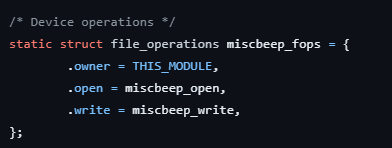 /* Device operations */
static struct file_operations miscbeep_fops = {
        .owner = THIS_MODULE,
        .open = miscbeep_open,
        .write = miscbeep_write,
};